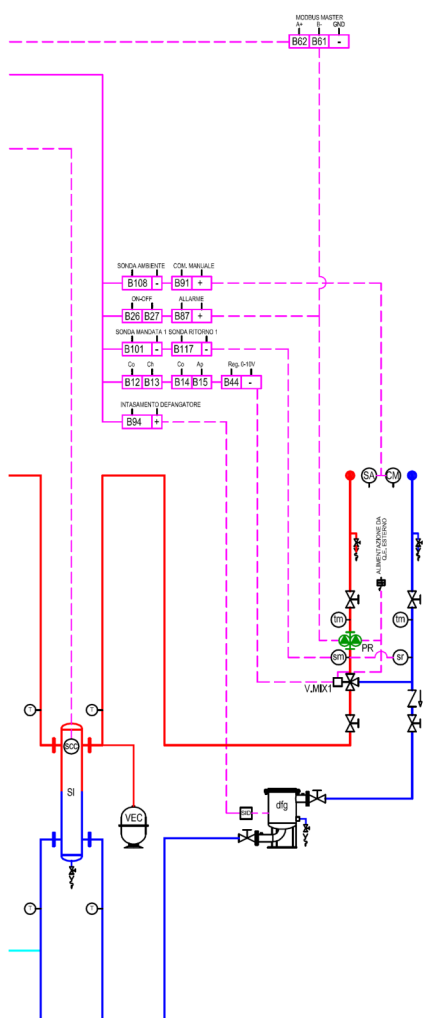 MODBUS MASTER
A+ B- GND
B62 B61 -
SONDA AMBIENTE COM. MANUALE
B108 - B91 +
ON-OFF ALLARME
B26 B27 B87 +
SONDA MANDATA 1 SONDA RITORNO 1
B101 - B117 -
Co Ch Co Ap Reg. 0-10V
B12 B13 B14 B15 B44 -
INTASAMENTO DEFANGATORE
B94 +
SA CM
ALIMENTAZIONE DA
Q.E. ESTERNO
tm tm
PR
sm sr
V.MIX1
T T
scc
SI
VEC
SID
dfg
T T